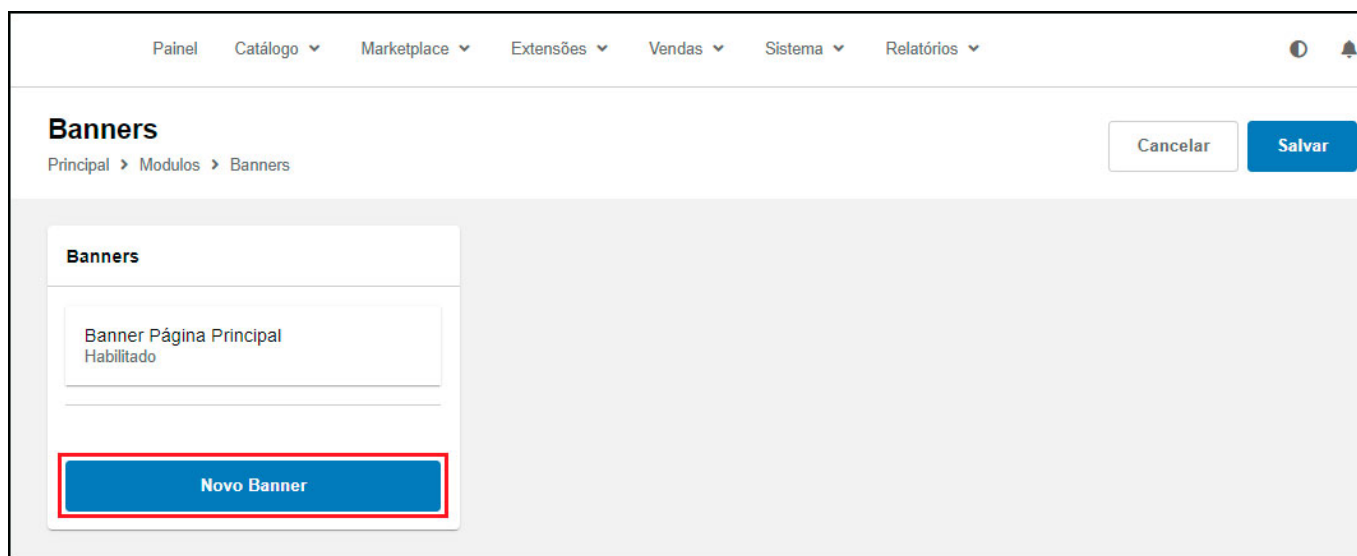 Painel Catálogo Marketplace Extensões Vendas Sistema Relatórios
Banners
Principal > Modulos > Banners
Cancelar Salvar
Banners
Banner Página Principal
Habilitado
Novo Banner